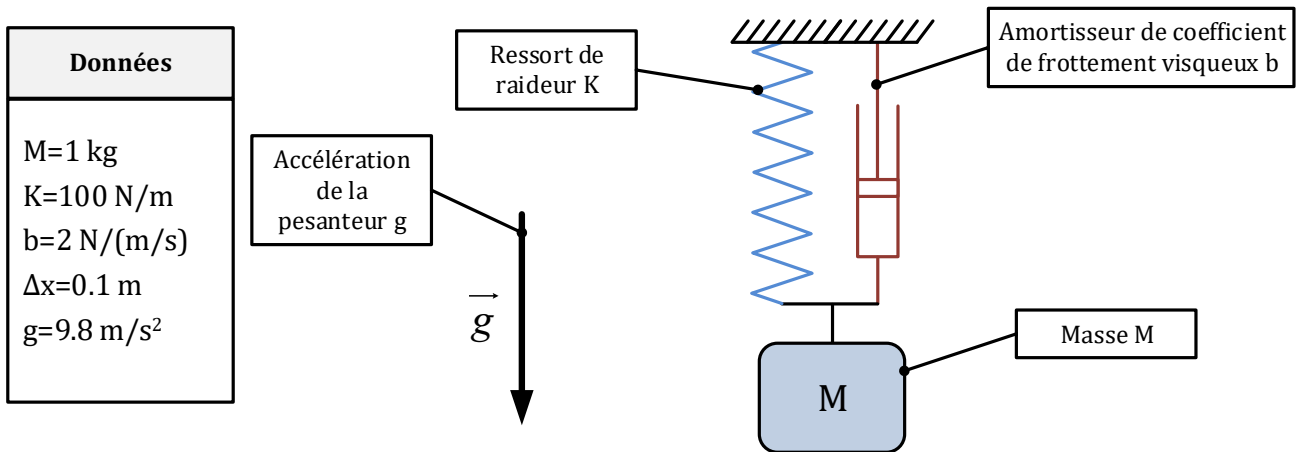 Données
M=1 kg
K=100 N/m
b=2 N/(m/s)
Δx=0.1 m
g=9.8 m/s²
Accélération
de la
pesanteur g
g
Ressort de
raideur K
Amortisseur de coefficient
de frottement visqueux b
Masse M
M